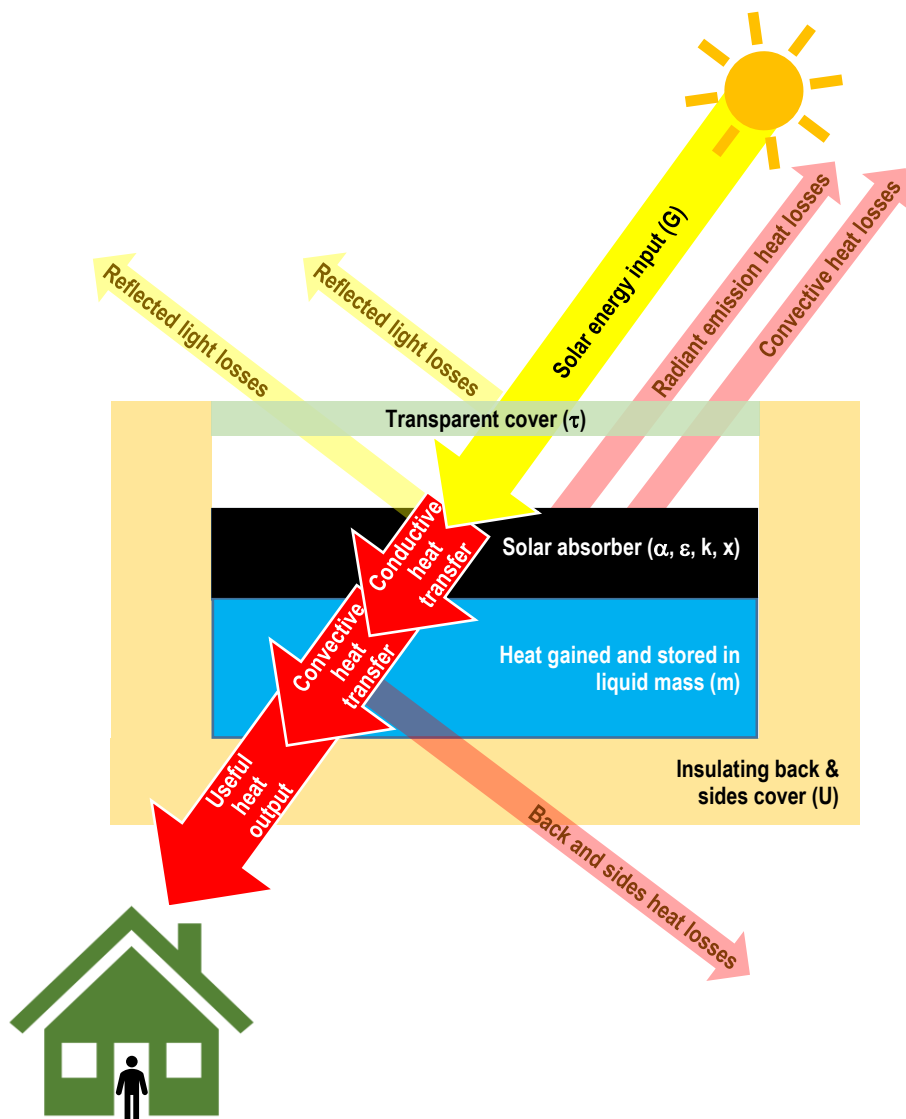 Solar energy input (G)
Radiant emission heat losses
Convective heat losses
Reflected light losses
Reflected light losses
Transparent cover (τ)
Solar absorber (α, ε, k, x)
Conductive
heat
transfer
Convective
heat
transfer
Heat gained and stored in
liquid mass (m)
Useful
heat
output
Insulating back &
sides cover (U)
Back and sides heat losses